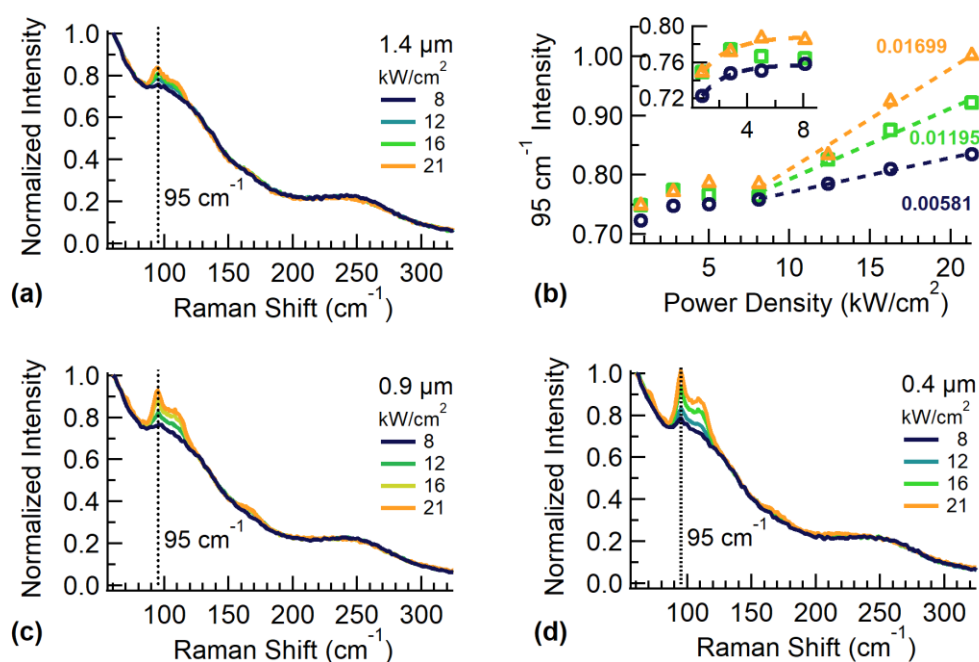 1.0
0.8
0.6
0.4
0.2
0.0
Normalized Intensity
1.4 µm
kW/cm²
8
12
16
21
95 cm⁻¹
100 150 200 250 300
Raman Shift (cm⁻¹)
(a)
0.80
0.76
0.72
4 8
0.01699
1.00
0.90
0.80
0.70
95 cm⁻¹ Intensity
0.01195
0.00581
5 10 15 20
Power Density (kW/cm²)
(b)
1.0
0.8
0.6
0.4
0.2
0.0
Normalized Intensity
0.9 µm
kW/cm²
8
12
16
21
95 cm⁻¹
100 150 200 250 300
Raman Shift (cm⁻¹)
(c)
1.0
0.8
0.6
0.4
0.2
0.0
Normalized Intensity
0.4 µm
kW/cm²
8
12
16
21
95 cm⁻¹
100 150 200 250 300
Raman Shift (cm⁻¹)
(d)